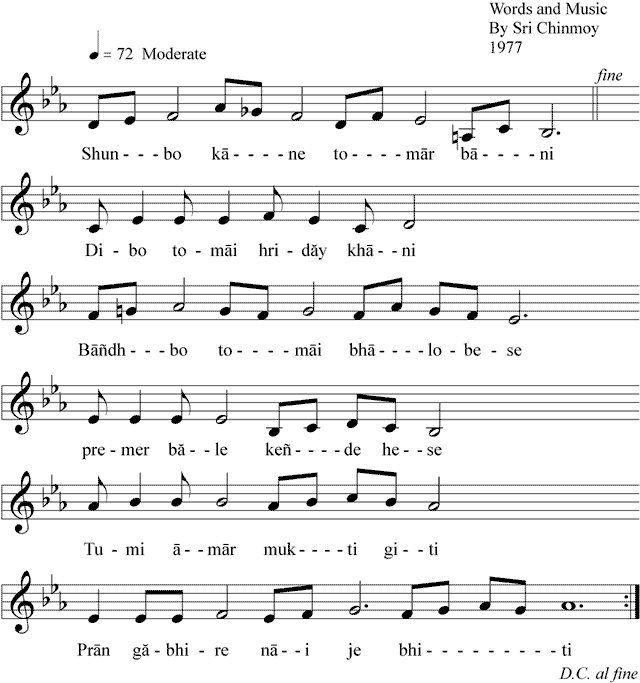 Words and Music
By Sri Chinmoy
1977
= 72 Moderate
fine
Shun - - - bo kā - - - - ne to - - - - mār bā - - - - ni
Di - bo to - māi hri - dăy khā - ni
Bāñdh - - - bo to - - - - māi bhā - - - - lo - be - se
pre - mer bă - le keñ - - - - de he - - se
Tu - mi ā - mār muk - - - - - ti gi - - ti
Prān gă - bhi - re nā - - i je bhi - - - - - - - ti
D.C. al fine